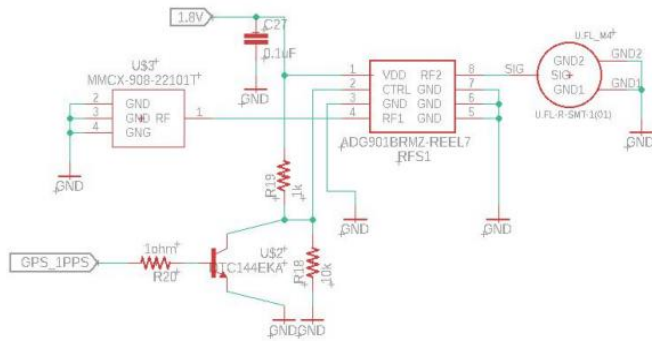 1.8V
C27
0.1uF
GND
U$3
MMCX-908-22101T
2 GND
3 GND RF 1
4 GNG
GND
1 VDD RF2 8
2 CTRL GND 7
3 GND GND 6
4 RF1 GND 5
ADG901BRMZ-REEL7
RFS1
SIG
U.FL_M4
GND2
GND2
SIG
GND1
GND1
U.FL-R-SMT-1(01)
GND
R19
1k
GND
GND
GPS_1PPS
1ohm
R20
U$2
DTC144EKA
R18
10k
GND
GND